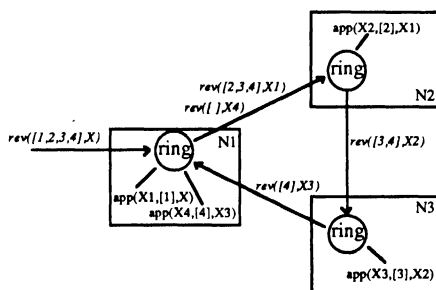 app(X2,[2],X1)
ring
N2
rev([2,3,4],X1)
rev([ ],X4)
rev([1,2,3,4],X)
N1
ring
rev([3,4],X2)
app(X1,[1],X)
app(X4,[4],X3)
rev([4],X3)
N3
ring
app(X3,[3],X2)